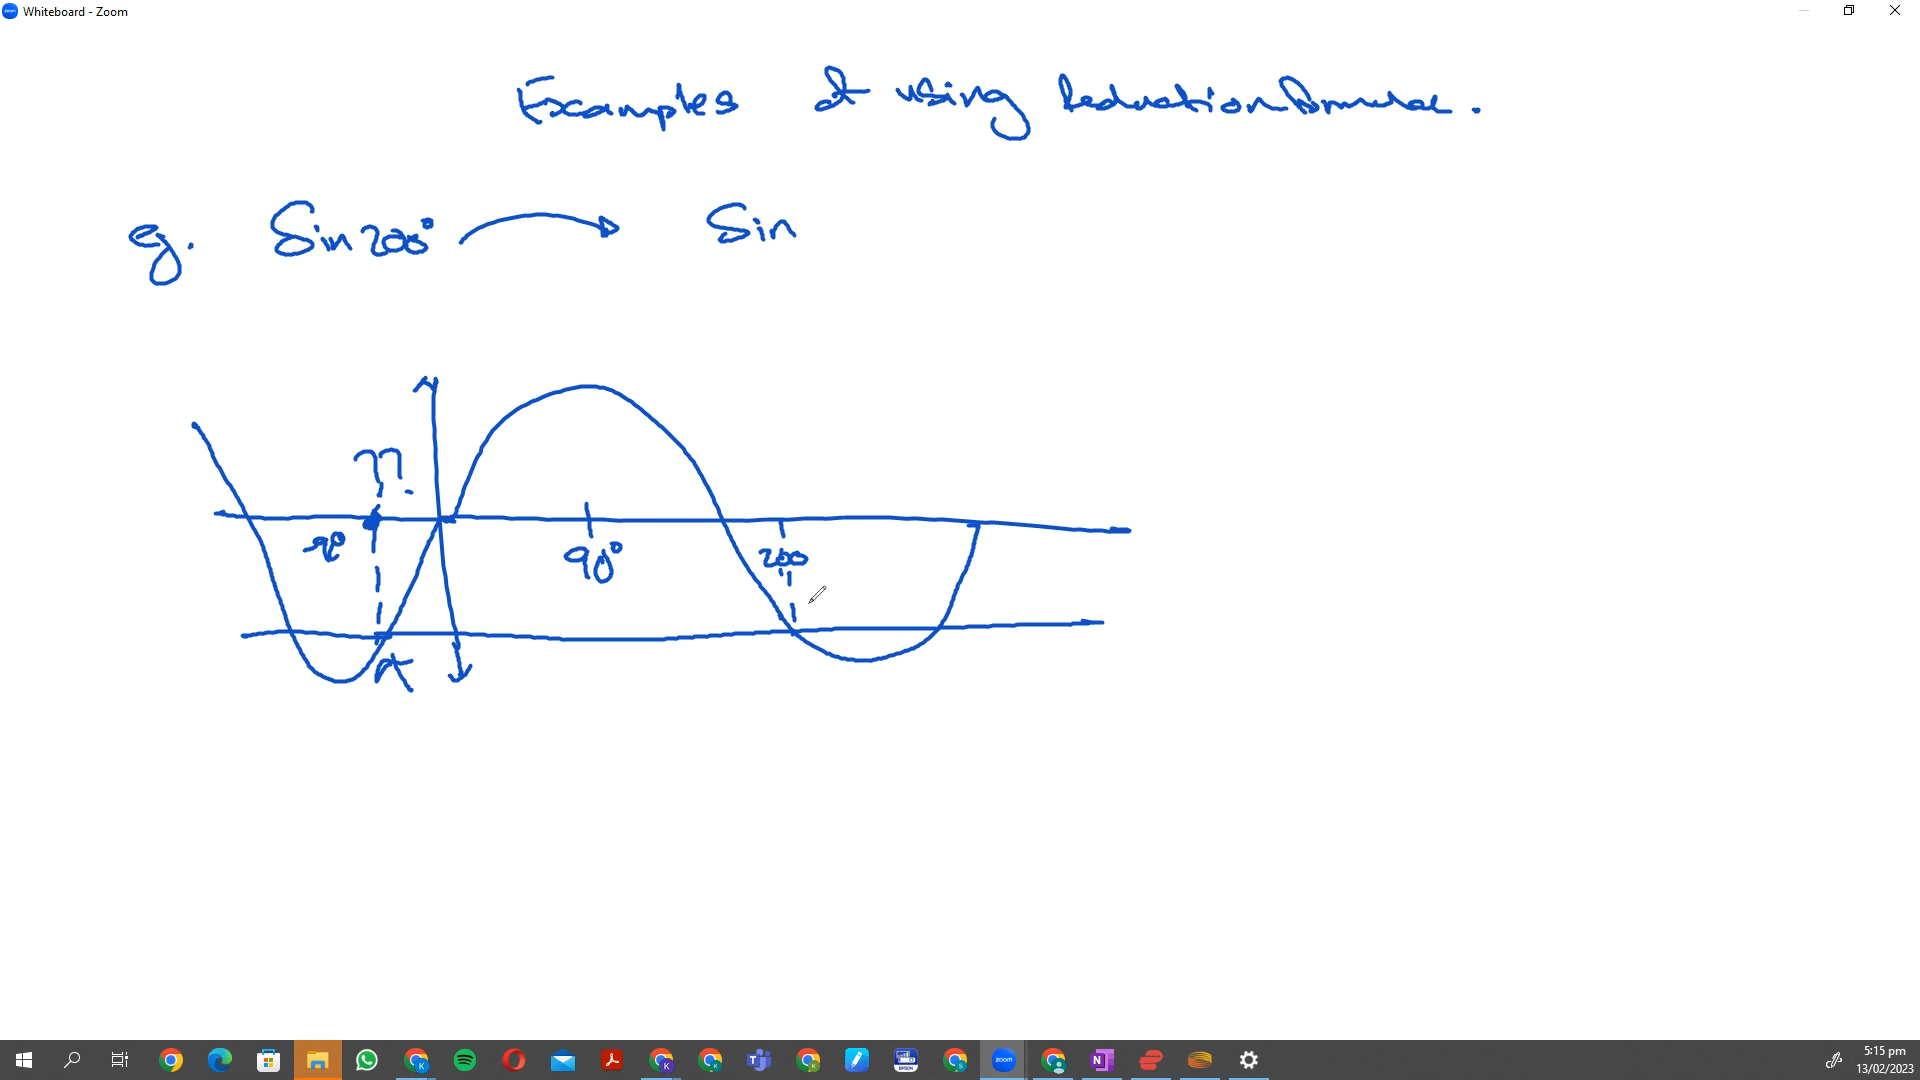 Whiteboard - Zoom
Examples of using Reduction formulae.
eg. Sin 200° Sin
??
90°
200
5:15 pm
13/02/2023